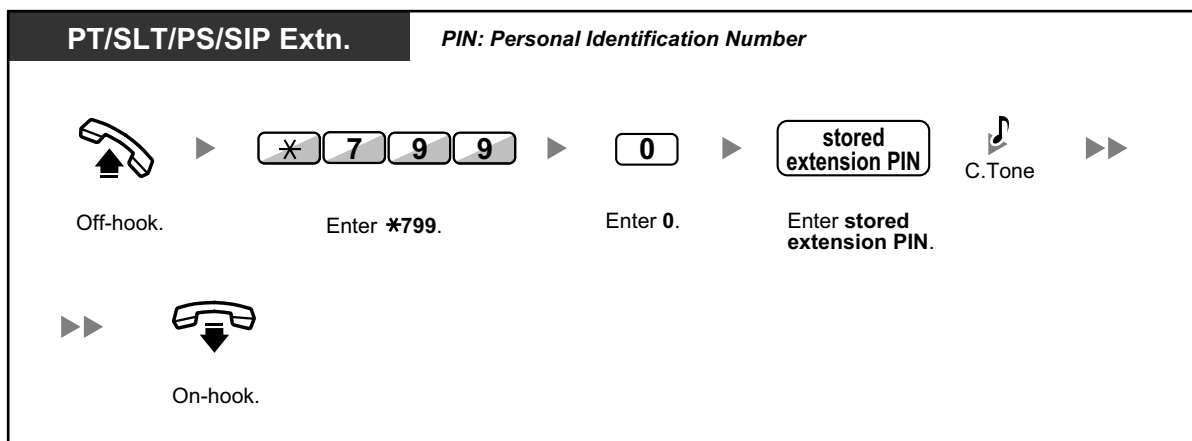 PT/SLT/PS/SIP Extn.
PIN: Personal Identification Number
* 7 9 9
0
stored
extension PIN
C.Tone
Off-hook.
Enter *799.
Enter 0.
Enter stored
extension PIN.
On-hook.